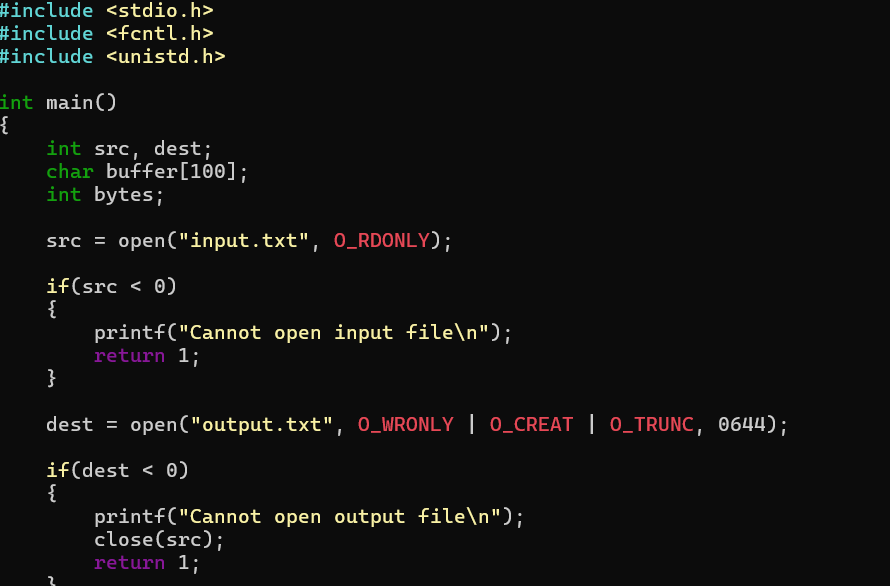 #include <stdio.h>
#include <fcntl.h>
#include <unistd.h>

int main()
{
    int src, dest;
    char buffer[100];
    int bytes;

    src = open("input.txt", O_RDONLY);

    if(src < 0)
    {
        printf("Cannot open input file\n");
        return 1;
    }

    dest = open("output.txt", O_WRONLY | O_CREAT | O_TRUNC, 0644);

    if(dest < 0)
    {
        printf("Cannot open output file\n");
        close(src);
        return 1;
    }